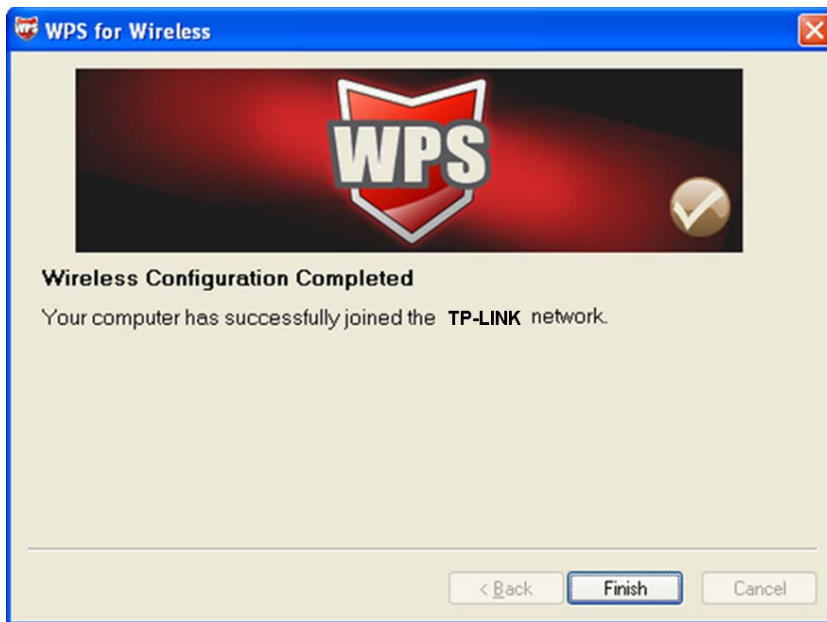 WPS WPS for Wireless
WPS
Wireless Configuration Completed
Your computer has successfully joined the TP-LINK network.
< Back Finish Cancel